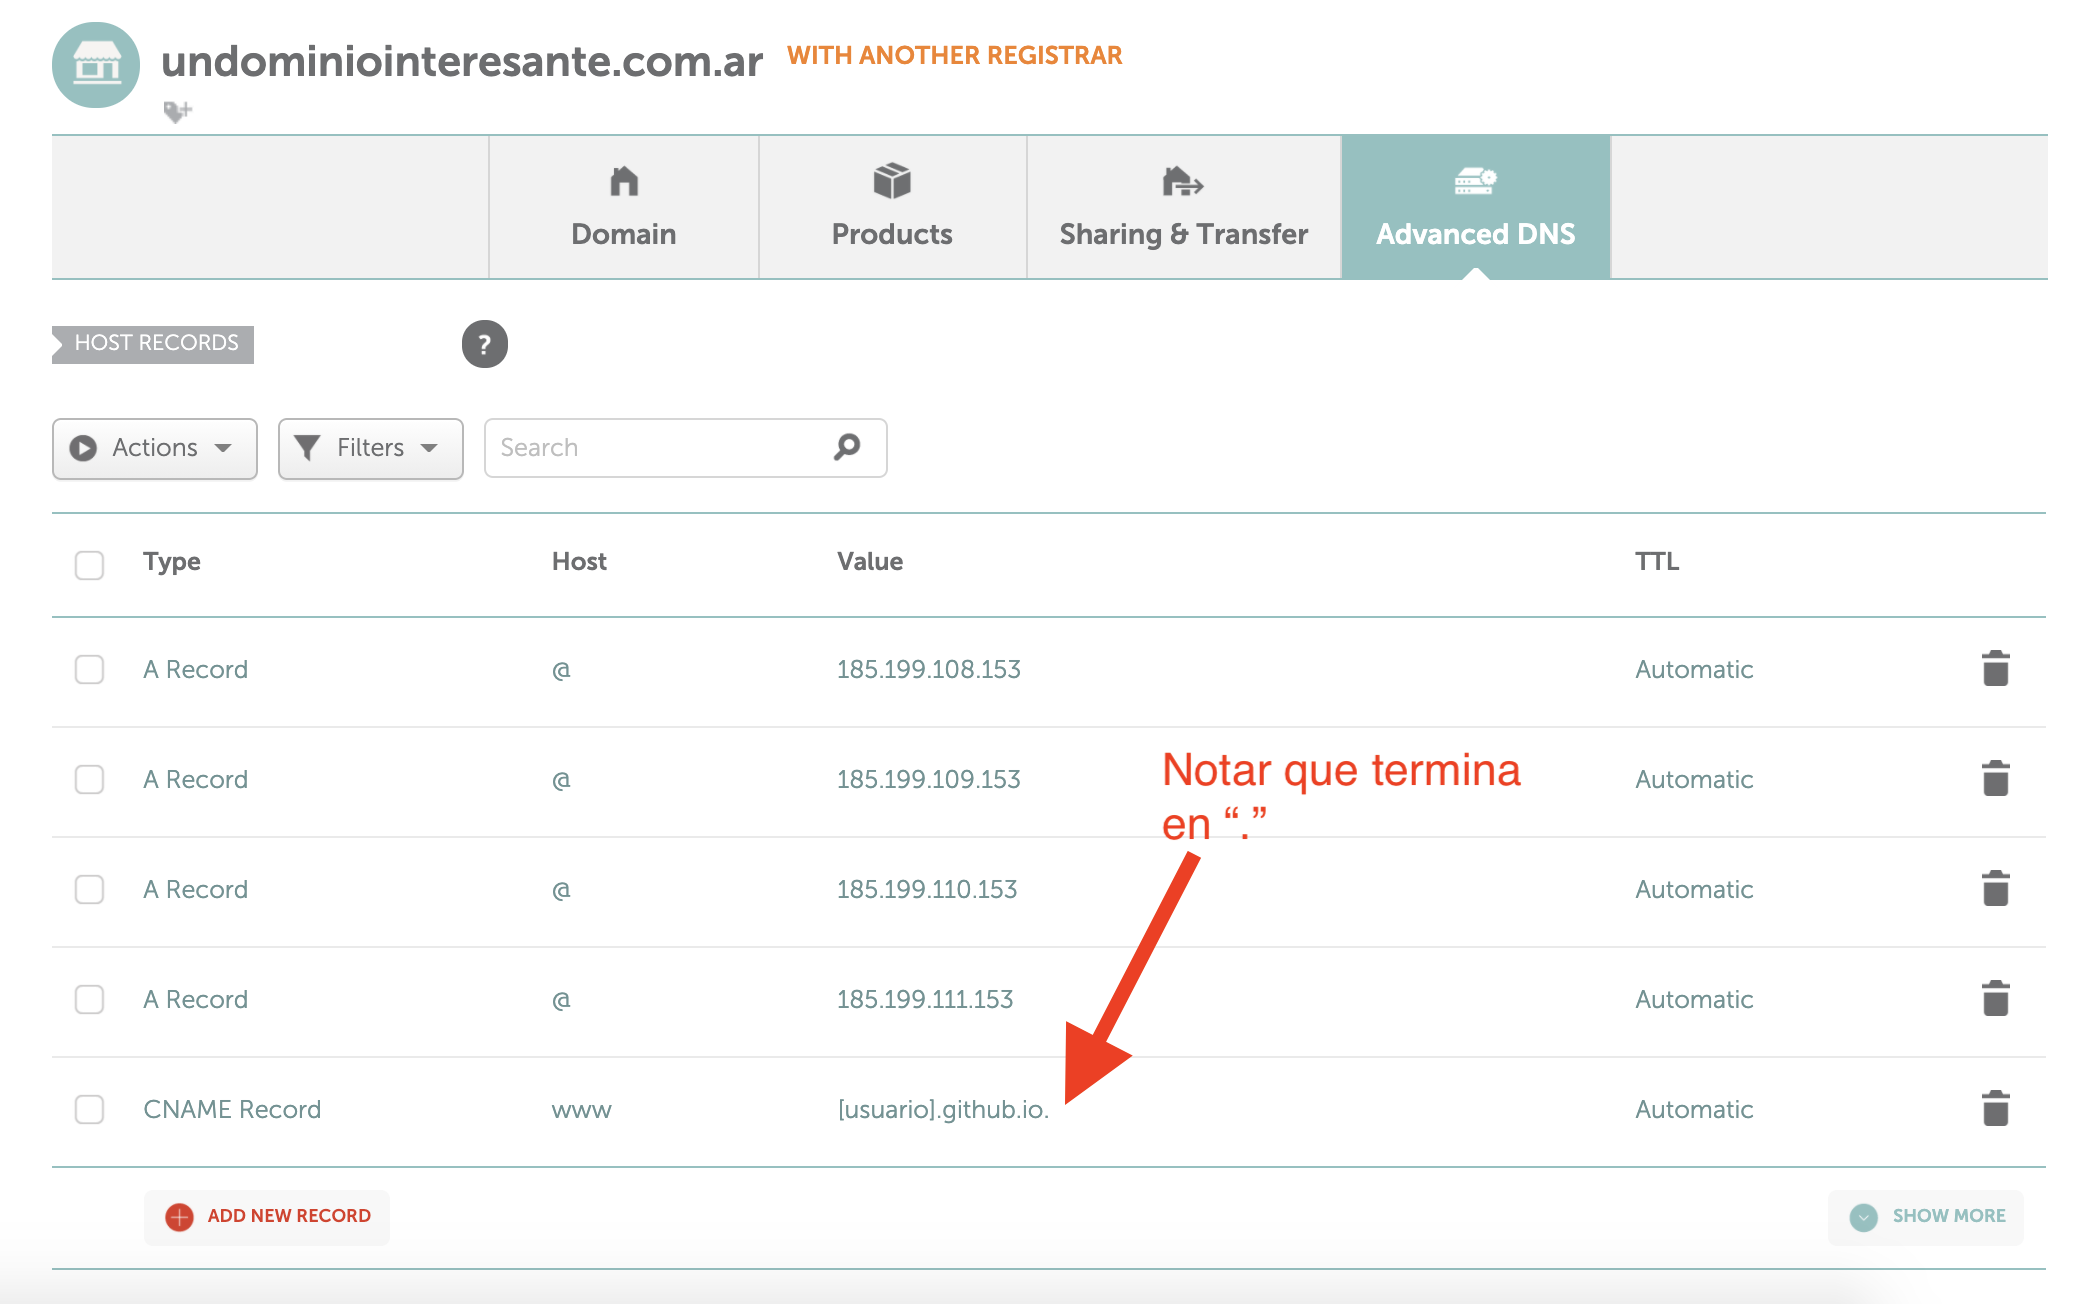 undominiointeresante.com.ar WITH ANOTHER REGISTRAR
Domain Products Sharing & Transfer Advanced DNS
HOST RECORDS ?
Actions Filters Search
Type Host Value TTL
A Record @ 185.199.108.153 Automatic
A Record @ 185.199.109.153 Automatic
Notar que termina
en “.”
A Record @ 185.199.110.153 Automatic
A Record @ 185.199.111.153 Automatic
CNAME Record www [usuario].github.io. Automatic
ADD NEW RECORD SHOW MORE